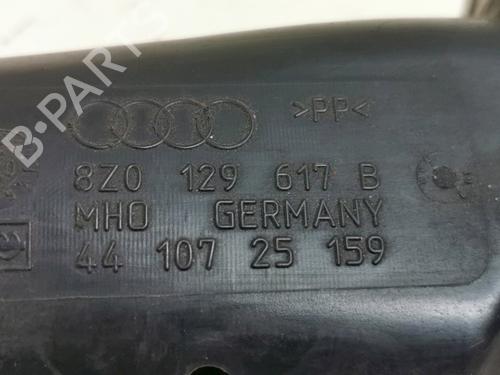 B-PARTS
>PP<
8Z0 129 617 B
MHO GERMANY
44 107 25 159